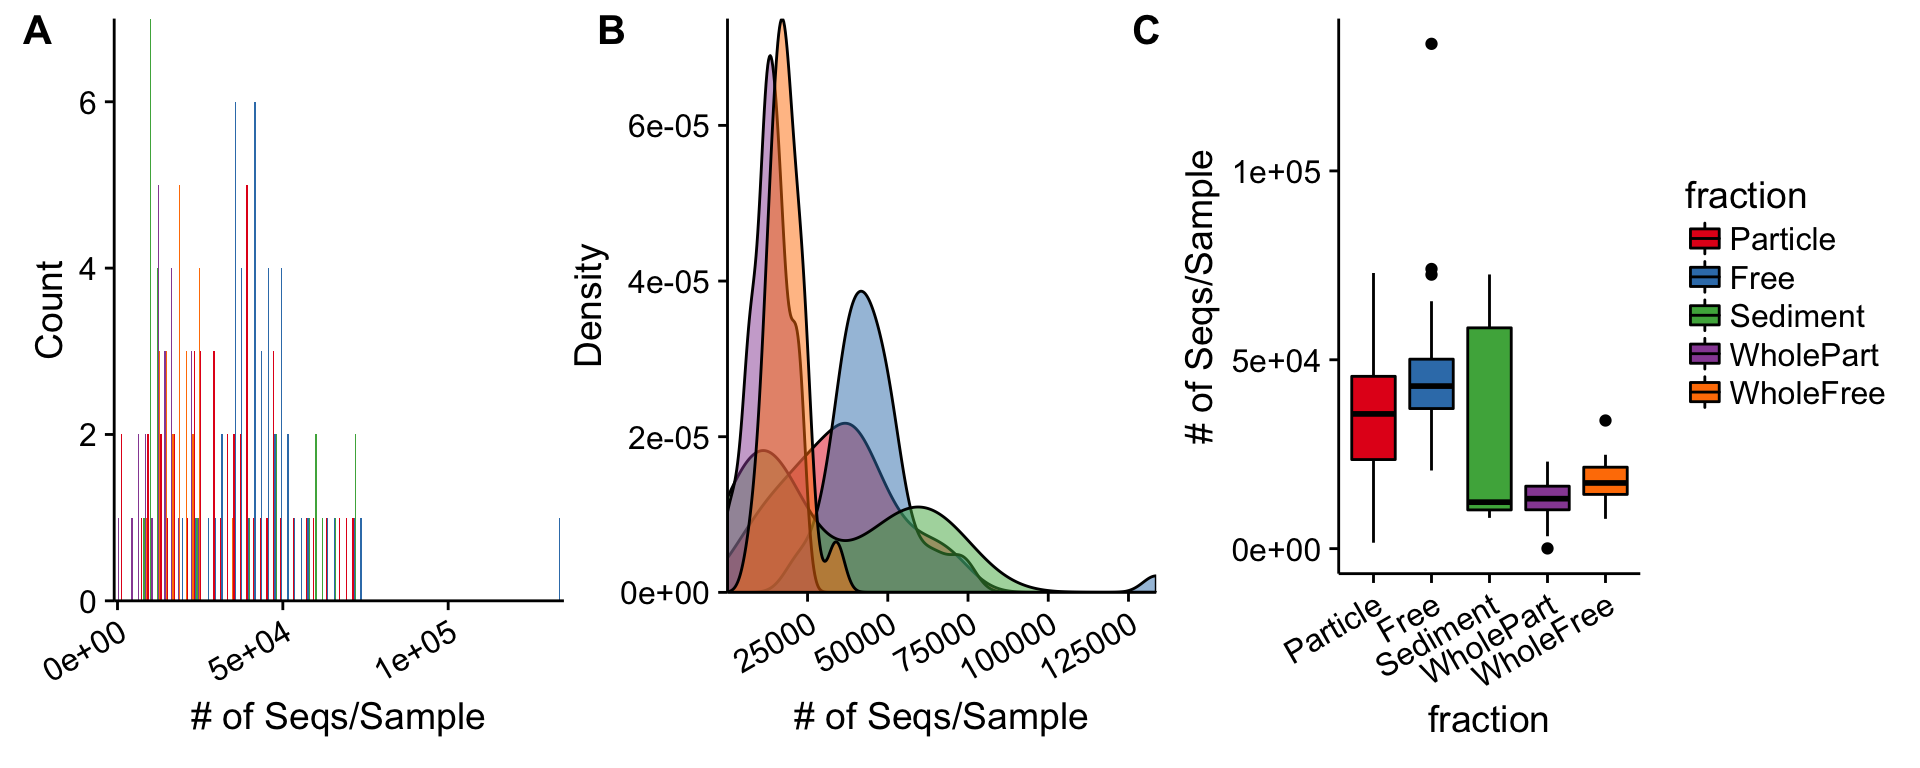 A
Count
6
4
2
0
0e+00
5e+04
1e+05
# of Seqs/Sample
B
Density
6e-05
4e-05
2e-05
0e+00
25000
50000
75000
100000
125000
# of Seqs/Sample
C
# of Seqs/Sample
1e+05
5e+04
0e+00
Particle
Free
Sediment
WholePart
WholeFree
fraction
fraction
Particle
Free
Sediment
WholePart
WholeFree